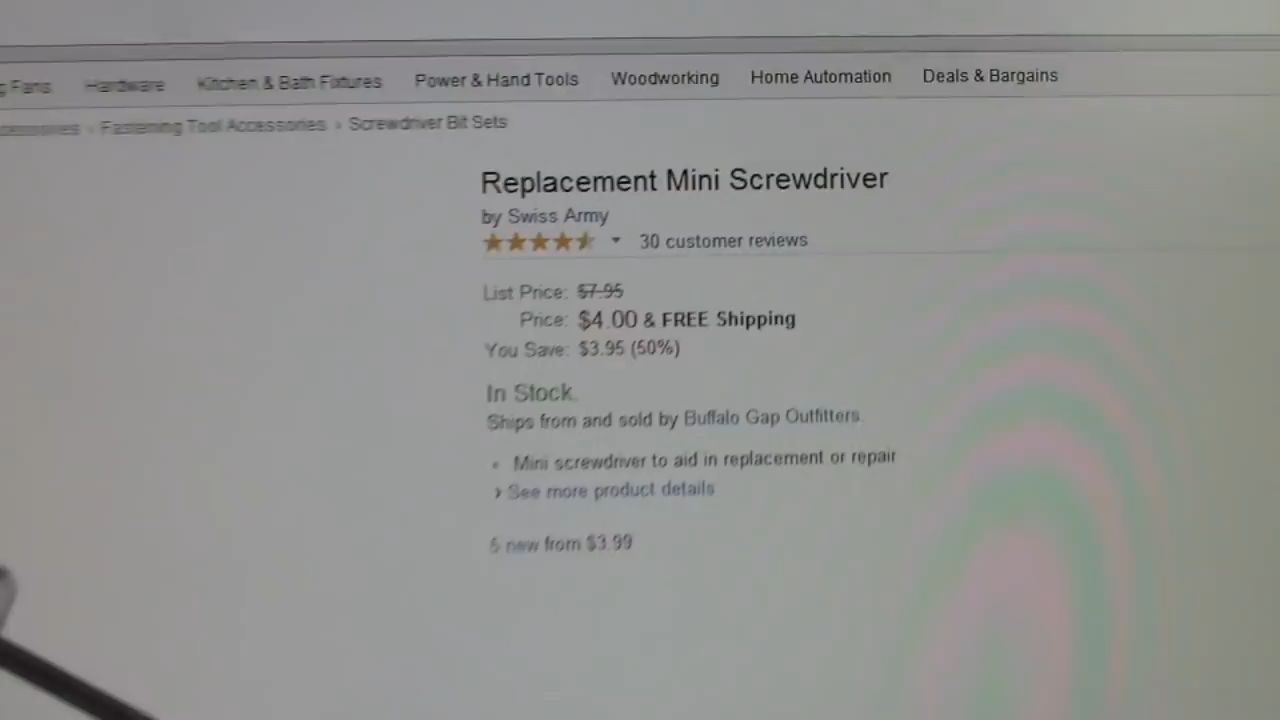 g Fans Hardware Kitchen & Bath Fixtures Power & Hand Tools Woodworking Home Automation Deals & Bargains
› Fastening Tool Accessories › Screwdriver Bit Sets
Replacement Mini Screwdriver
by Swiss Army
30 customer reviews
List Price: $7.95
Price: $4.00 & FREE Shipping
You Save: $3.95 (50%)
In Stock.
Ships from and sold by Buffalo Gap Outfitters.
• Mini screwdriver to aid in replacement or repair
› See more product details
5 new from $3.99